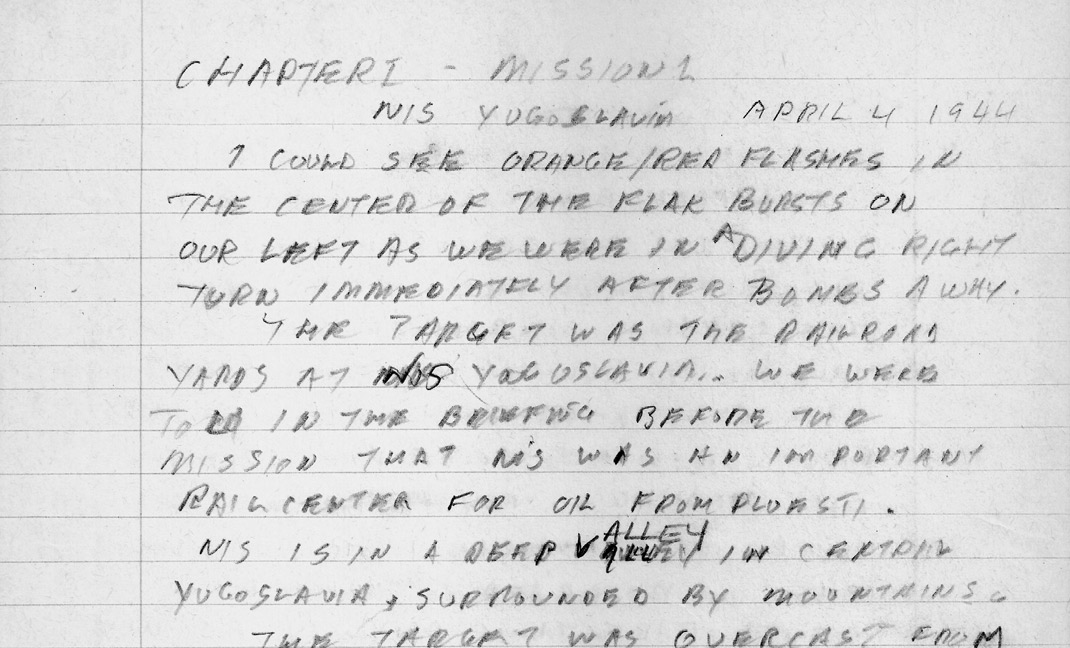 CHAPTER I - MISSION 1
NIS YUGOSLAVIA APRIL 4 1944
I COULD SEE ORANGE/RED FLASHES IN
THE CENTER OF THE FLAK BURSTS ON
OUR LEFT AS WE WERE IN A DIVING RIGHT
TURN IMMEDIATELY AFTER BOMBS AWAY.
THE TARGET WAS THE RAILROAD
YARDS AT NIS YUGOSLAVIA. WE WERE
TOLD IN THE BRIEFING BEFORE THE
MISSION THAT NIS WAS AN IMPORTANT
RAIL CENTER FOR OIL FROM PLOESTI.
NIS IS IN A DEEP VALLEY IN CENTRAL
YUGOSLAVIA, SURROUNDED BY MOUNTAINS.
THE TARGET WAS OVERCAST FROM